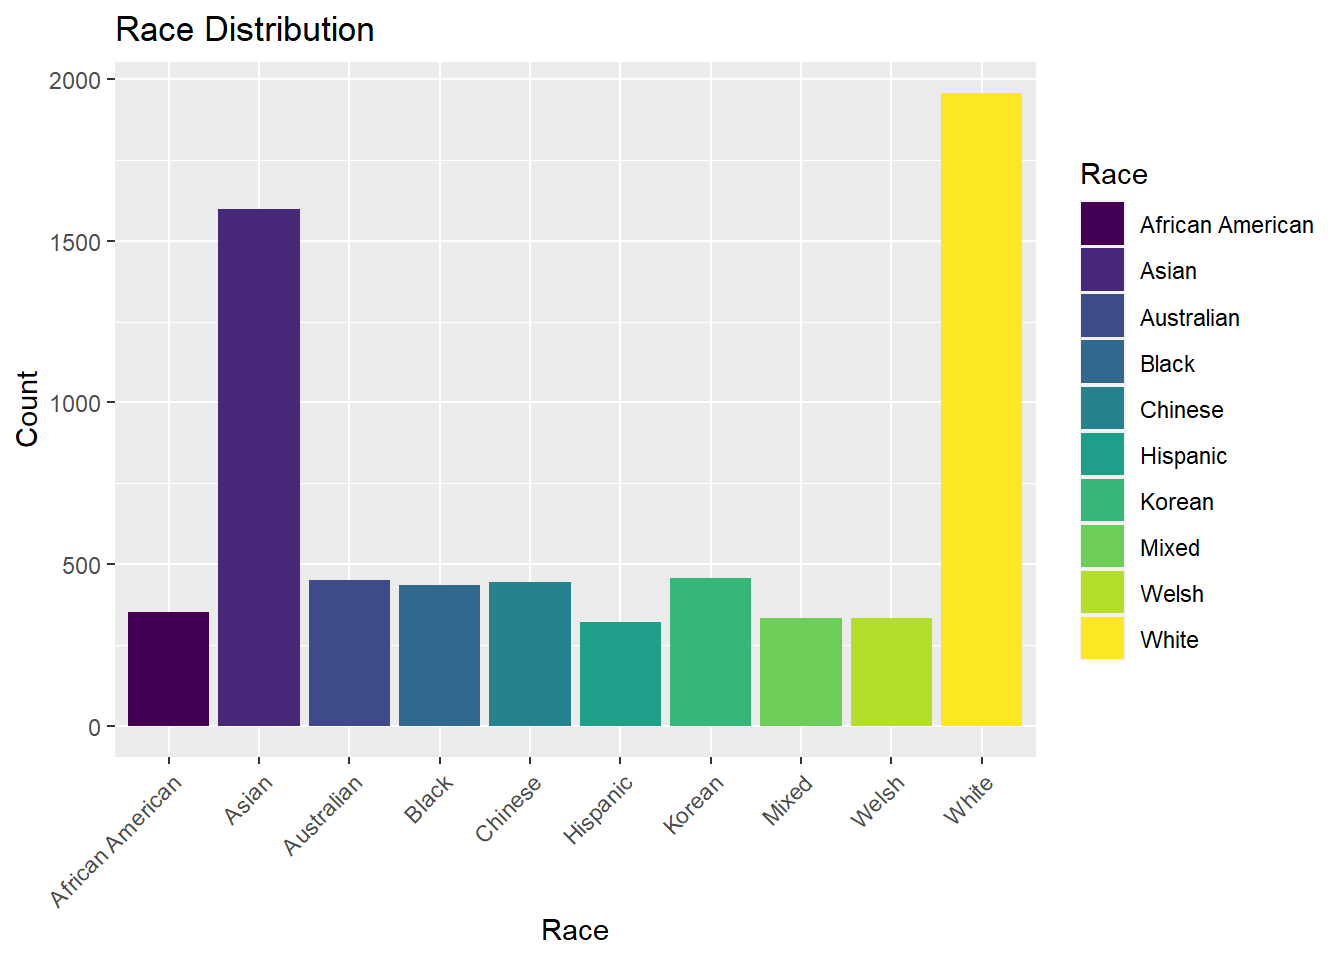 Race Distribution
2000
1500
1000
500
0
Count
African American
Asian
Australian
Black
Chinese
Hispanic
Korean
Mixed
Welsh
White
Race
Race
African American
Asian
Australian
Black
Chinese
Hispanic
Korean
Mixed
Welsh
White